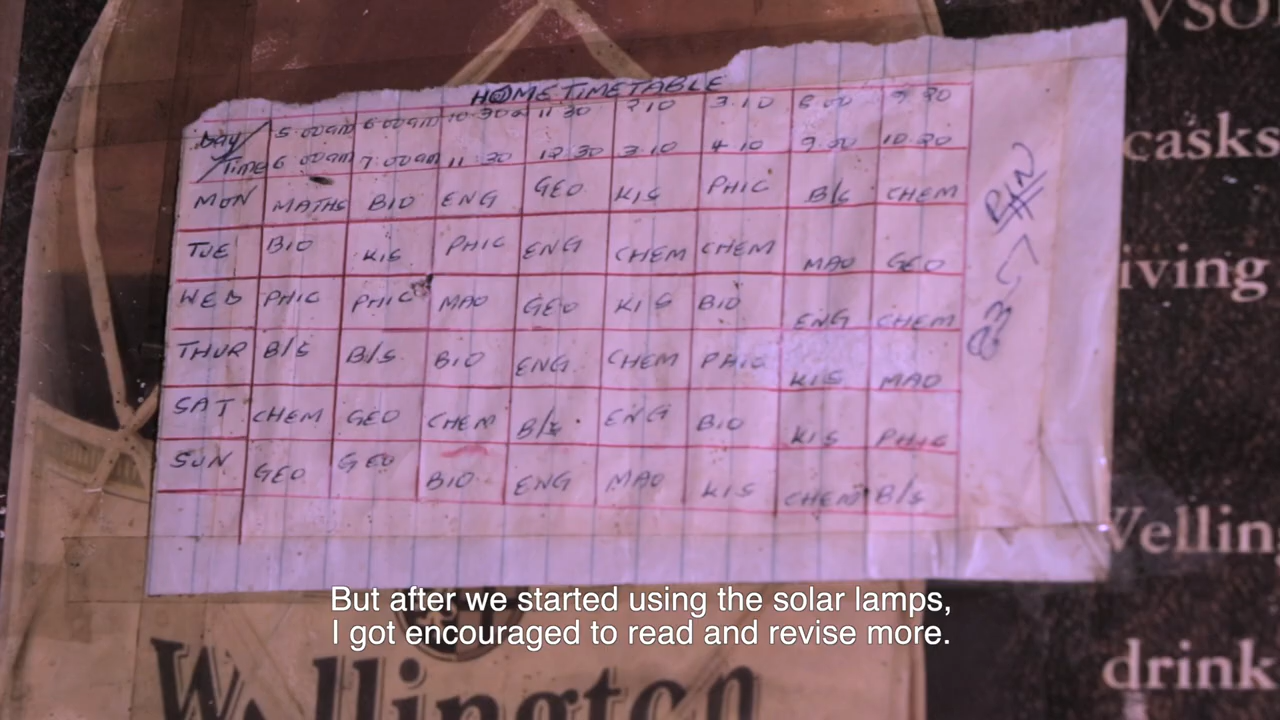 VSO
HOME TIMETABLE
Day/Time 5.00am 6.00am 10.30a 11.30 2.10 3.10 8.00 9.30
6.00am 7.00am 11.30 12.30 3.10 4.10 9.30 10.30
MON MATHS BIO ENG GEO KIS PHIC B/S CHEM
TUE BIO KIS PHIC ENG CHEM CHEM MAO GEO
WED PHIC PHIC MAO GEO KIS BIO ENG CHEM
THUR B/S B/S BIO ENG CHEM PHIC KIS MAO
SAT CHEM GEO CHEM B/S ENG BIO KIS PHIC
SUN GEO GEO BIO ENG MAO KIS CHEM B/S
casks
iving
Wellin
drink
But after we started using the solar lamps,
I got encouraged to read and revise more.
Wellington